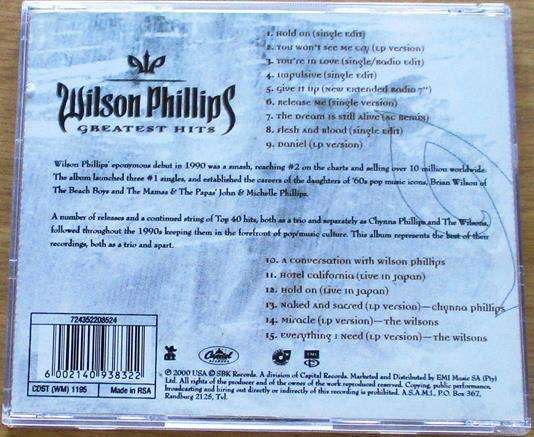 Wilson Phillips
GREATEST HITS
1. Hold on (single edit)
2. You won't see me cry (LP version)
3. You're in love (single/radio edit)
4. Impulsive (single edit)
5. Give it up (new extended radio 7")
6. Release me (single version)
7. The Dream is still alive (AC Remix)
8. Flesh and Blood (single edit)
9. Daniel (LP version)
Wilson Phillips' eponymous debut in 1990 was a smash, reaching #2 on the charts and selling over 10 million worldwide.
The album launched three #1 singles, and established the careers of the daughters of '60s pop music icons, Brian Wilson of
The Beach Boys and The Mamas & The Papas' John & Michelle Phillips.
A number of releases and a continued string of Top 40 hits, both as a trio and separately as Chynna Phillips and The Wilsons,
followed throughout the 1990s keeping them in the forefront of pop/music culture. This album represents the best of their
recordings, both as a trio and apart.
10. A conversation with wilson phillips
11. Hotel California (Live in Japan)
12. Hold on (Live in Japan)
13. Naked and Sacred (LP version)—chynna phillips
14. Miracle (LP version)—The wilsons
15. Everything I Need (LP version)—The wilsons
724352208524
6 002140 938322
CDST (WM) 1195 Made in RSA
Capitol
EMI
℗ 2000 USA © SBK Records. A division of Capital Records. Marketed and Distributed by EMI Music SA (Pty)
Ltd. All rights of the producer and of the owner of the work reproduced reserved. Copying, public performance,
broadcasting and hiring out directly or indirectly of this recording is prohibited. A.S.A.M.I., P.O. Box 367,
Randburg 2125, Tel.